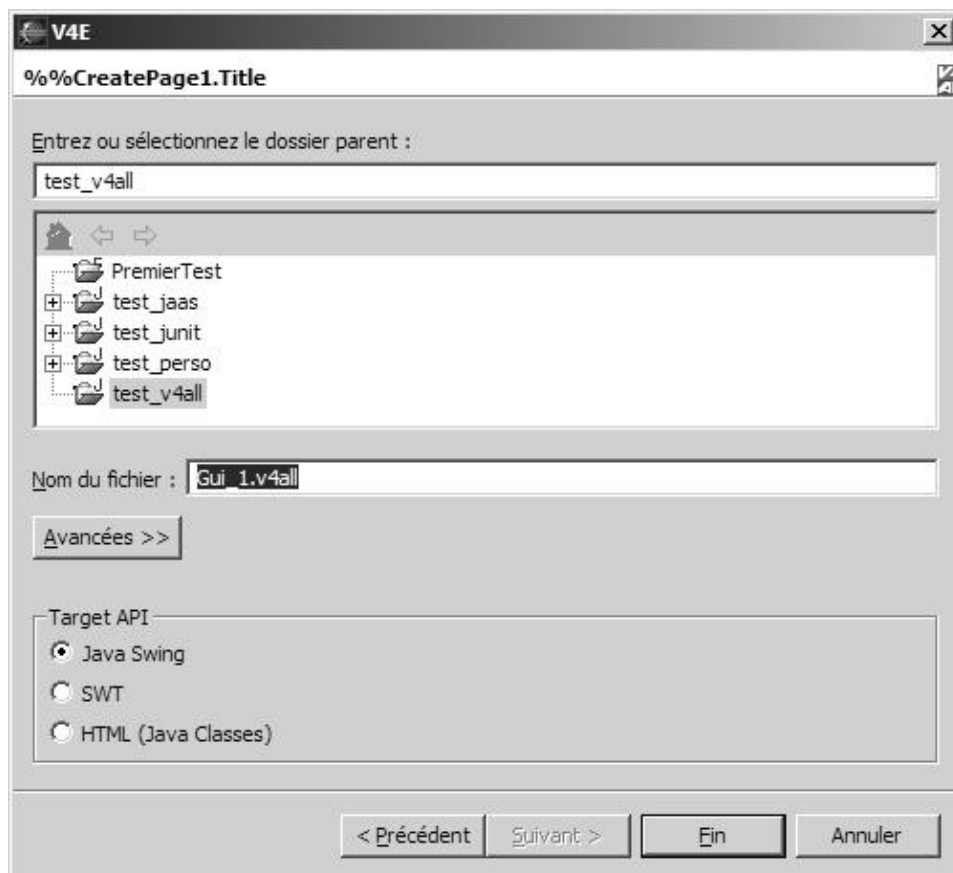 V4E
%%CreatePage1.Title
Entrez ou sélectionnez le dossier parent :
test_v4all
PremierTest
test_jaas
test_junit
test_perso
test_v4all
Nom du fichier : Gui_1.v4all
Avancées >>
Target API
Java Swing
SWT
HTML (Java Classes)
< Précédent Suivant > Fin Annuler